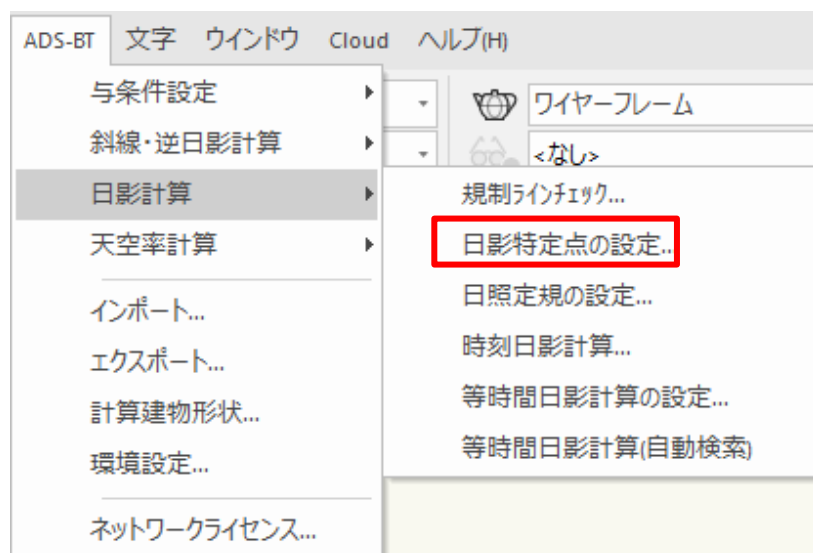 ADS-BT 文字 ウインドウ Cloud ヘルプ(H)
与条件設定
ワイヤーフレーム
斜線・逆日影計算
<なし>
日影計算
規制ラインチェック...
天空率計算
日影特定点の設定...
日照定規の設定...
インポート...
時刻日影計算...
エクスポート...
等時間日影計算の設定...
計算建物形状...
等時間日影計算(自動検索)
環境設定...
ネットワークライセンス...